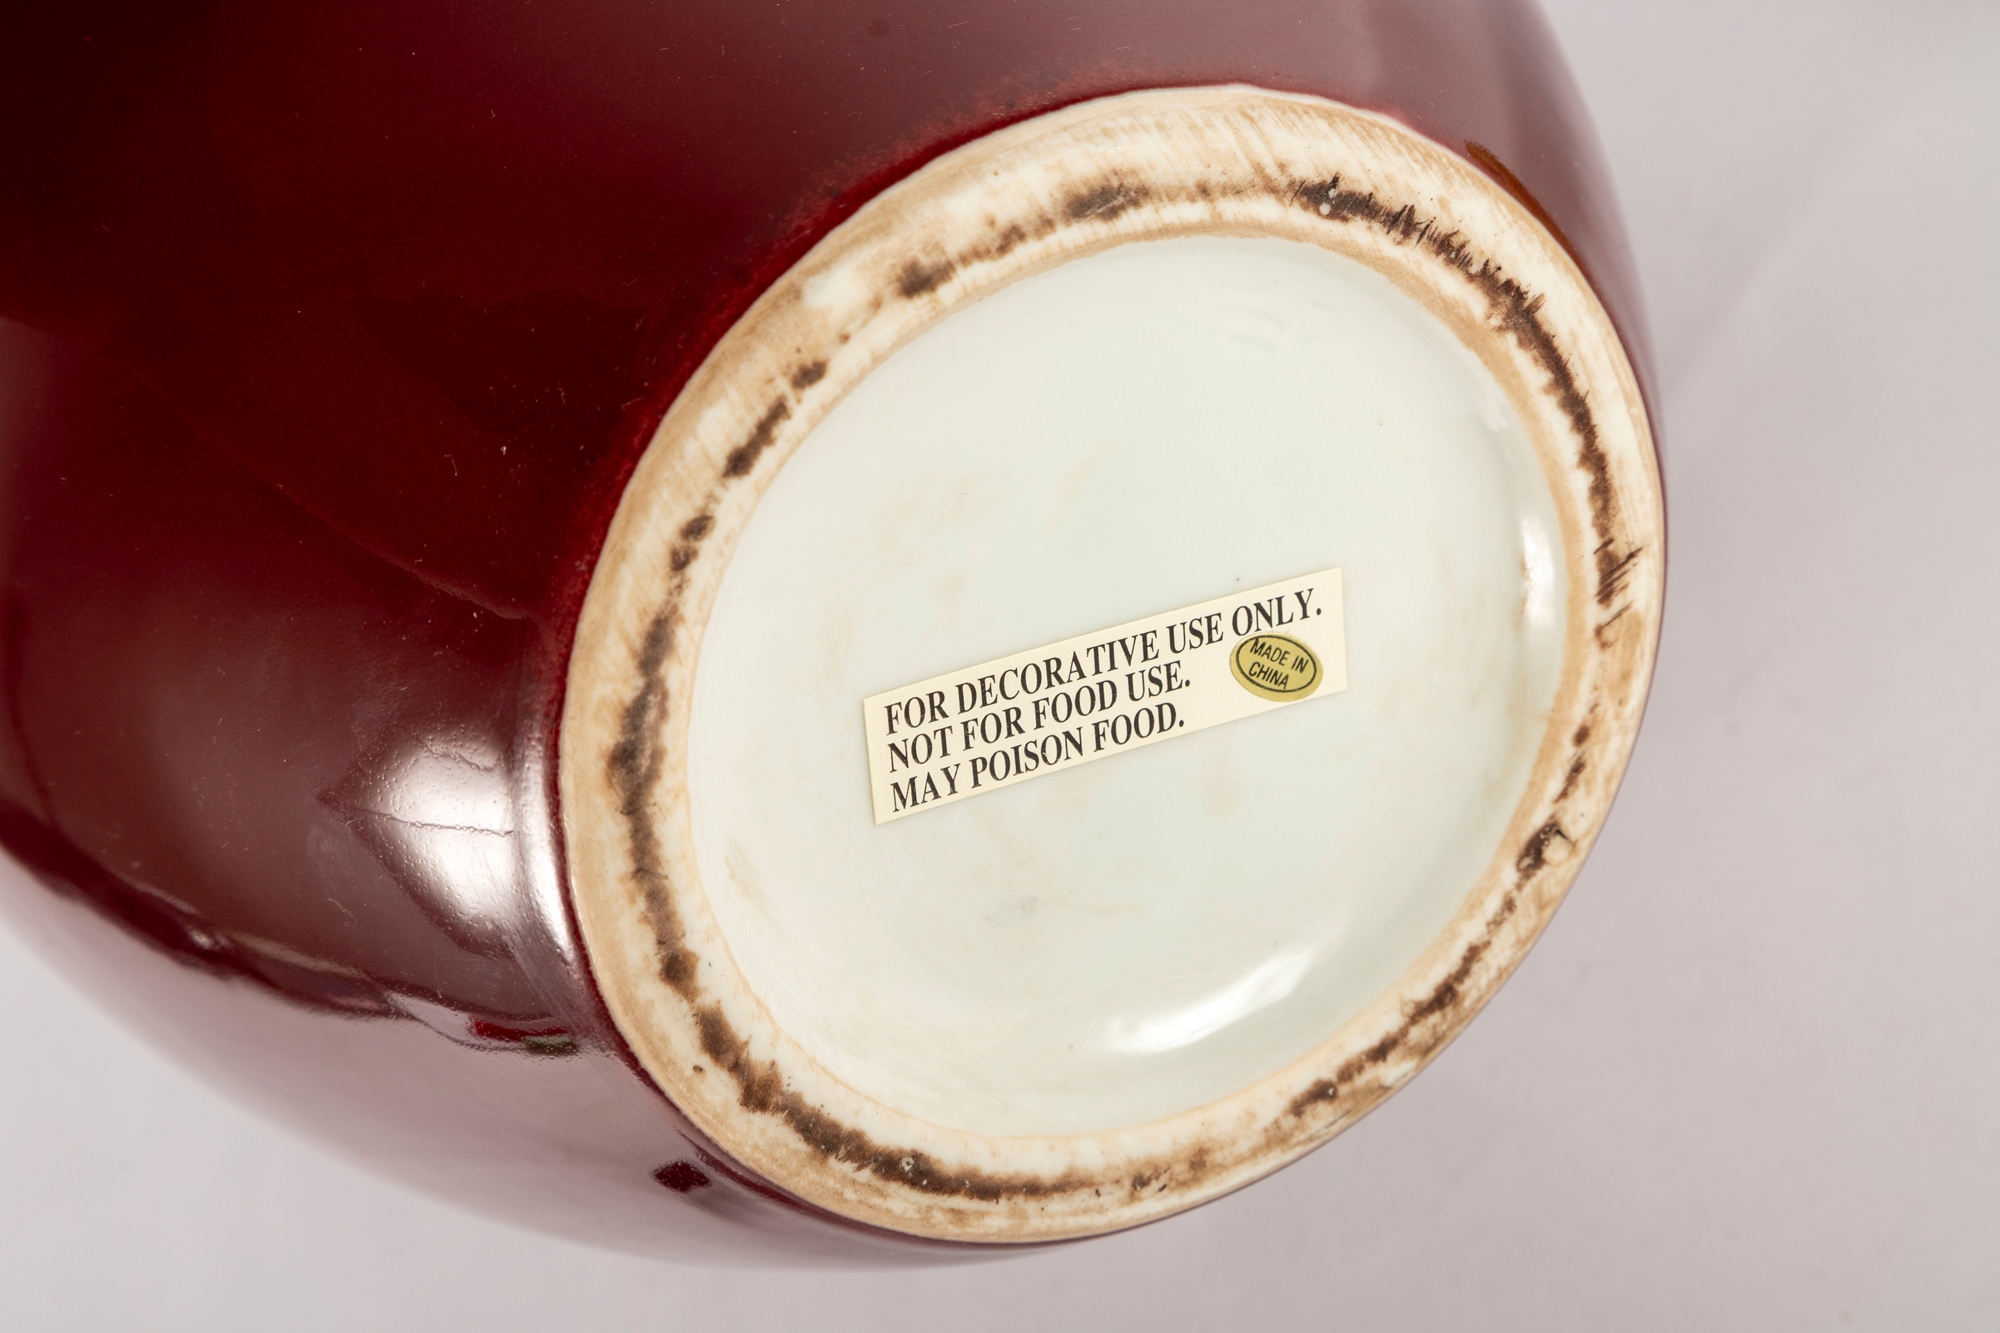 FOR DECORATIVE USE ONLY.
NOT FOR FOOD USE.
MAY POISON FOOD.
MADE IN
CHINA